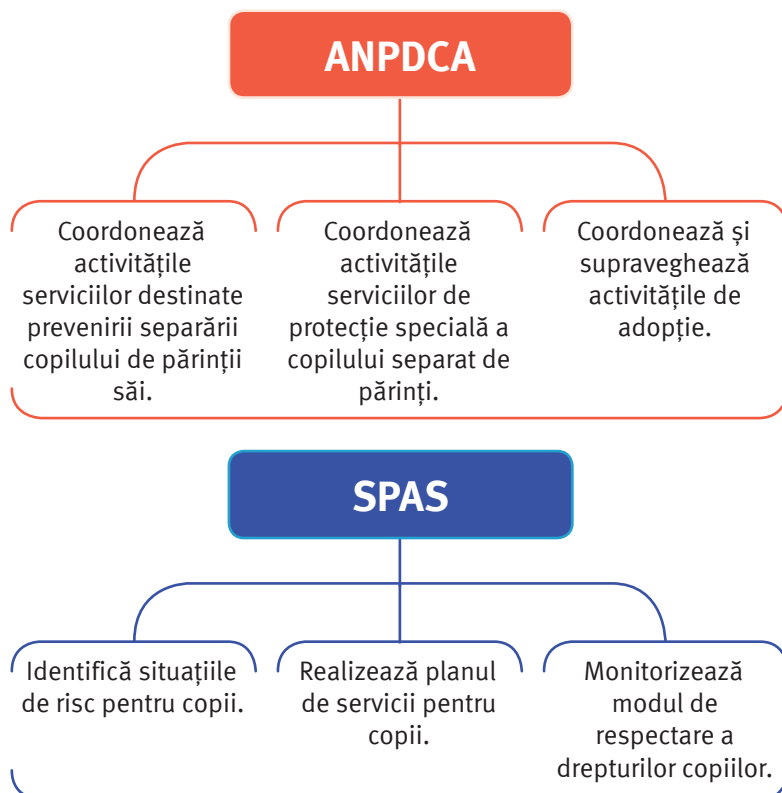 ANPDCA
Coordonează
activitățile
serviciilor destinate
prevenirii separării
copilului de părinții
săi.
Coordonează
activitățile
serviciilor de
protecție specială a
copilului separat de
părinți.
Coordonează și
supraveghează
activitățile de
adopție.
SPAS
Identifică situațiile
de risc pentru copii.
Realizează planul
de servicii pentru
copii.
Monitorizează
modul de
respectare a
drepturilor copiilor.